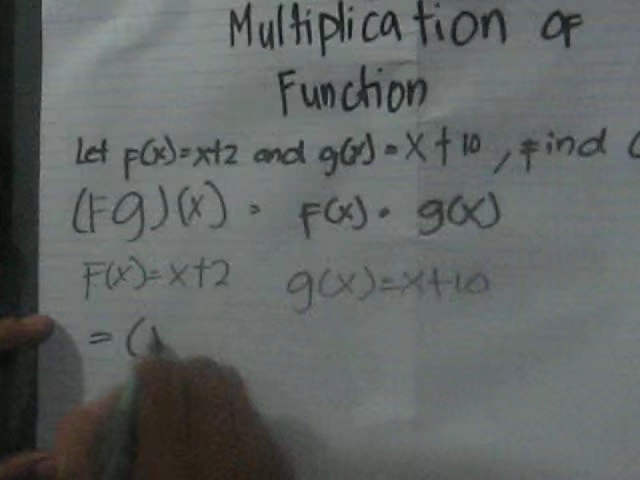 Multiplication of
Function
Let f(x)=x+2 and g(x)=x+10, find (
(fg)(x) = f(x) • g(x)
f(x)=x+2 g(x)=x+10
= (